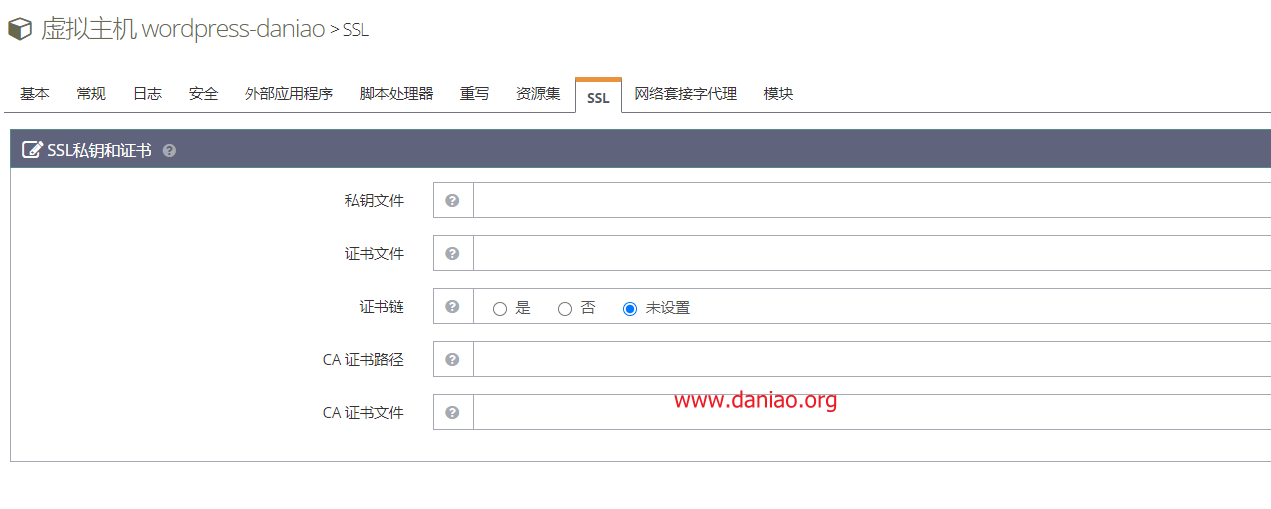 虚拟主机 wordpress-daniao > SSL
基本 常规 日志 安全 外部应用程序 脚本处理器 重写 资源集 SSL 网络套接字代理 模块
SSL私钥和证书
私钥文件
证书文件
证书链 是 否 未设置
CA 证书路径
www.daniao.org
CA 证书文件